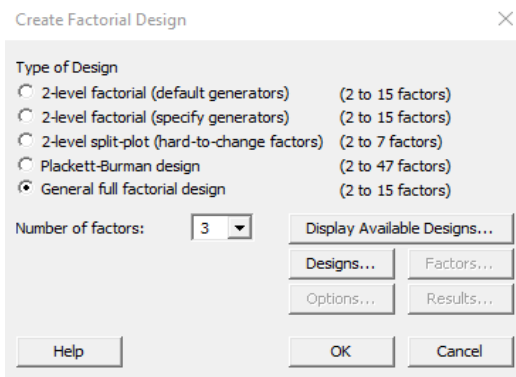 Create Factorial Design
Type of Design
2-level factorial (default generators) (2 to 15 factors)
2-level factorial (specify generators) (2 to 15 factors)
2-level split-plot (hard-to-change factors) (2 to 7 factors)
Plackett-Burman design (2 to 47 factors)
General full factorial design (2 to 15 factors)
Number of factors: 3 Display Available Designs...
Designs... Factors...
Options... Results...
Help OK Cancel